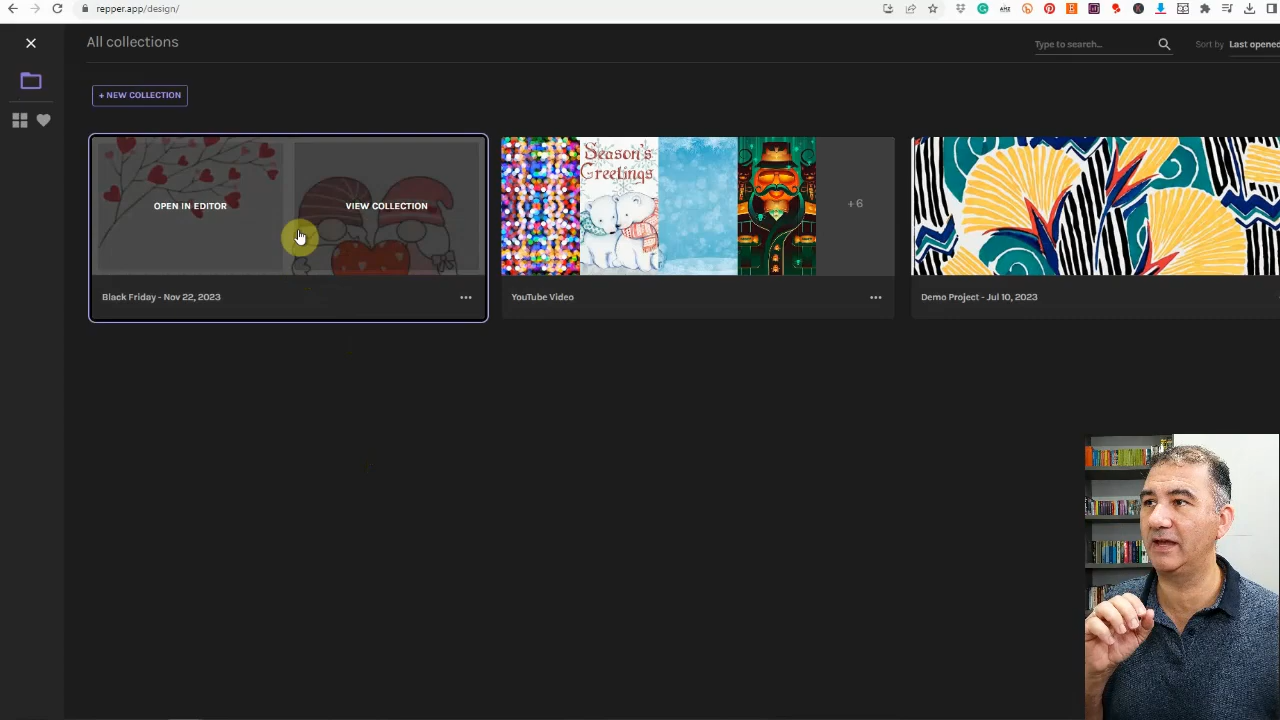 repper.app/design/
All collections
Type to search...
Sort by Last opened
+ NEW COLLECTION
OPEN IN EDITOR
VIEW COLLECTION
Season's
Greetings
+6
Black Friday - Nov 22, 2023
YouTube Video
Demo Project - Jul 10, 2023